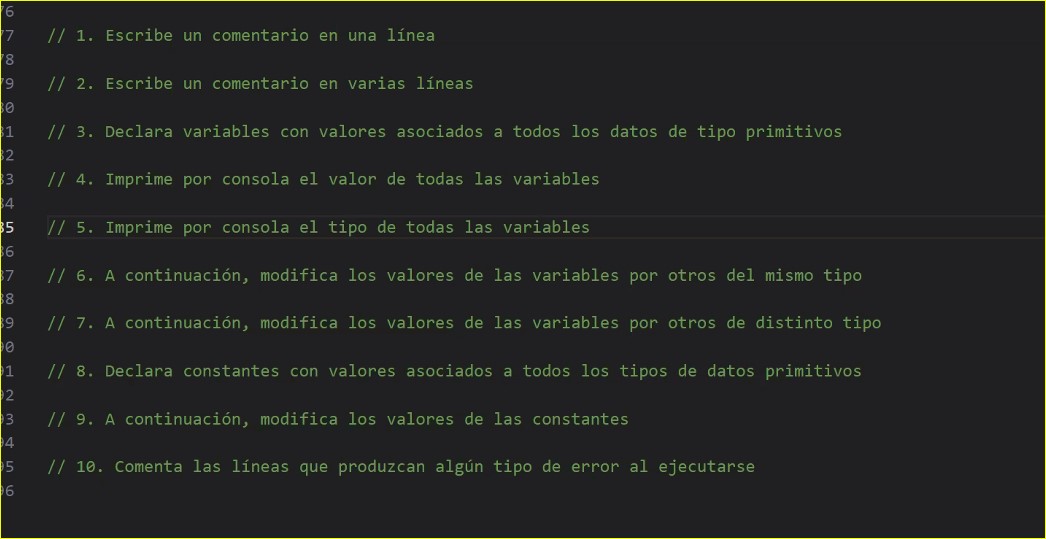 76
77 // 1. Escribe un comentario en una línea
78
79 // 2. Escribe un comentario en varias líneas
80
81 // 3. Declara variables con valores asociados a todos los datos de tipo primitivos
82
83 // 4. Imprime por consola el valor de todas las variables
84
85 // 5. Imprime por consola el tipo de todas las variables
86
87 // 6. A continuación, modifica los valores de las variables por otros del mismo tipo
88
89 // 7. A continuación, modifica los valores de las variables por otros de distinto tipo
90
91 // 8. Declara constantes con valores asociados a todos los tipos de datos primitivos
92
93 // 9. A continuación, modifica los valores de las constantes
94
95 // 10. Comenta las líneas que produzcan algún tipo de error al ejecutarse
96